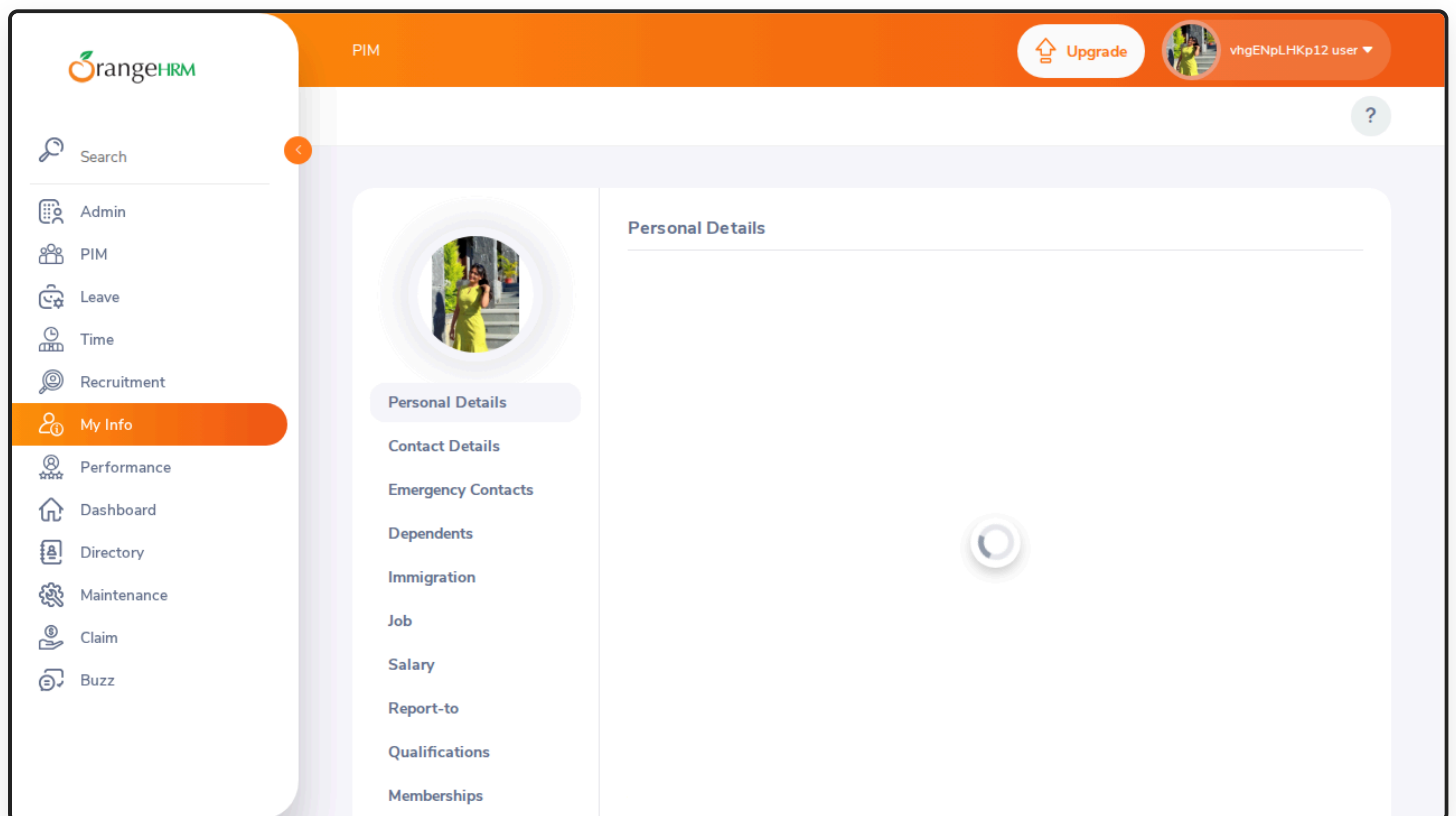 OrangeHRM
PIM
Upgrade
vhgENpLHKp12 user
?
Search
Admin
PIM
Leave
Time
Recruitment
My Info
Performance
Dashboard
Directory
Maintenance
Claim
Buzz
Personal Details
Contact Details
Emergency Contacts
Dependents
Immigration
Job
Salary
Report-to
Qualifications
Memberships
Personal Details